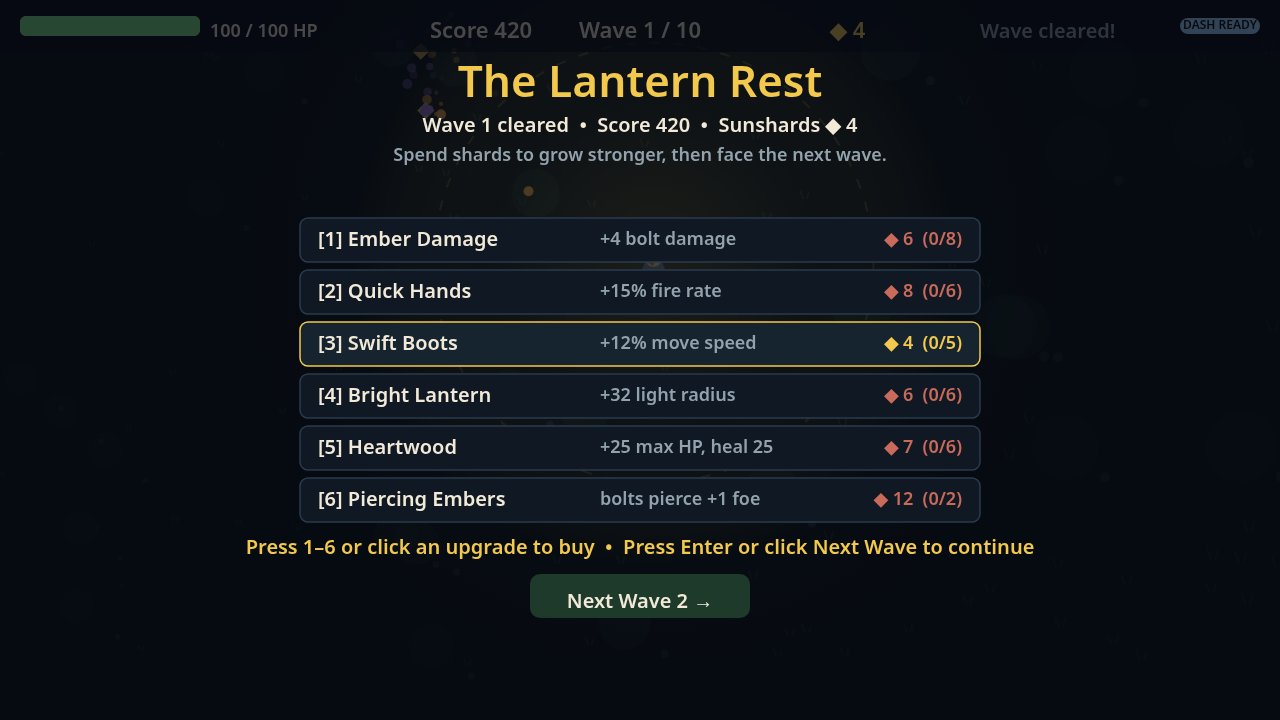 100 / 100 HP Score 420 Wave 1 / 10 ◆ 4 Wave cleared! DASH READY
The Lantern Rest
Wave 1 cleared • Score 420 • Sunshards ◆ 4
Spend shards to grow stronger, then face the next wave.
[1] Ember Damage +4 bolt damage ◆ 6 (0/8)
[2] Quick Hands +15% fire rate ◆ 8 (0/6)
[3] Swift Boots +12% move speed ◆ 4 (0/5)
[4] Bright Lantern +32 light radius ◆ 6 (0/6)
[5] Heartwood +25 max HP, heal 25 ◆ 7 (0/6)
[6] Piercing Embers bolts pierce +1 foe ◆ 12 (0/2)
Press 1–6 or click an upgrade to buy • Press Enter or click Next Wave to continue
Next Wave 2 →